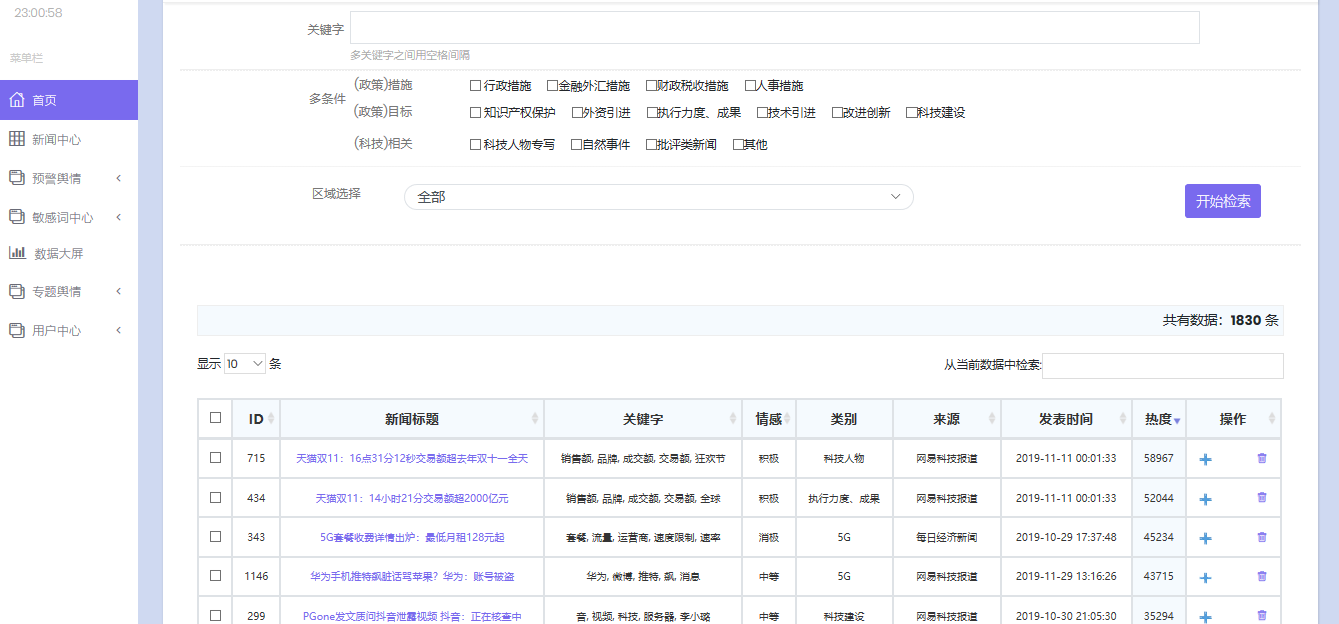 23:00:58
菜单栏
首页
新闻中心
预警舆情
敏感词中心
数据大屏
专题舆情
用户中心
关键字
多关键字之间用空格间隔
多条件
(政策)措施 行政措施 金融外汇措施 财政税收措施 人事措施
(政策)目标 知识产权保护 外资引进 执行力度、成果 技术引进 改进创新 科技建设
(科技)相关 科技人物专写 自然事件 批评类新闻 其他
区域选择 全部 开始检索
共有数据：1830 条
显示 10 条 从当前数据中检索:
ID 新闻标题 关键字 情感 类别 来源 发表时间 热度 操作
715 天猫双11：16点31分12秒交易额超去年双十一全天 销售额, 品牌, 成交额, 交易额, 狂欢节 积极 科技人物 网易科技报道 2019-11-11 00:01:33 58967
434 天猫双11：14小时21分交易额超2000亿元 销售额, 品牌, 成交额, 交易额, 全球 积极 执行力度、成果 网易科技报道 2019-11-11 00:01:33 52044
343 5G套餐收费详情出炉：最低月租128元起 套餐, 流量, 运营商, 速度限制, 速率 消极 5G 每日经济新闻 2019-10-29 17:37:48 45234
1146 华为手机推特飙脏话骂苹果？华为：账号被盗 华为, 微博, 推特, 飙, 消息 中等 5G 网易科技报道 2019-11-29 13:16:26 43715
299 PGone发文质问抖音泄露视频 抖音：正在核查中 音, 视频, 科技, 服务器, 李小璐 中等 科技建设 网易科技报道 2019-10-30 21:05:30 35294